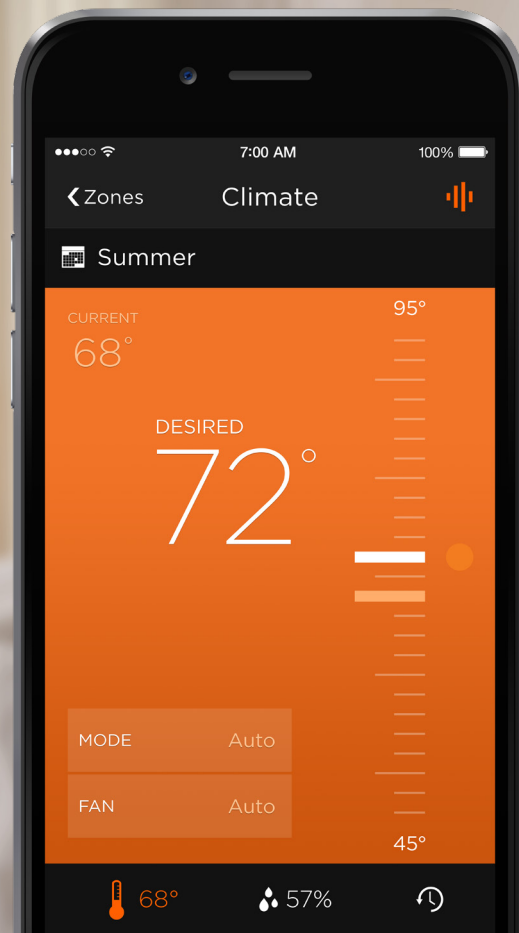 7:00 AM
100%
Zones
Climate
Summer
CURRENT
68°
95°
DESIRED
72°
MODE Auto
FAN Auto
45°
68°
57%